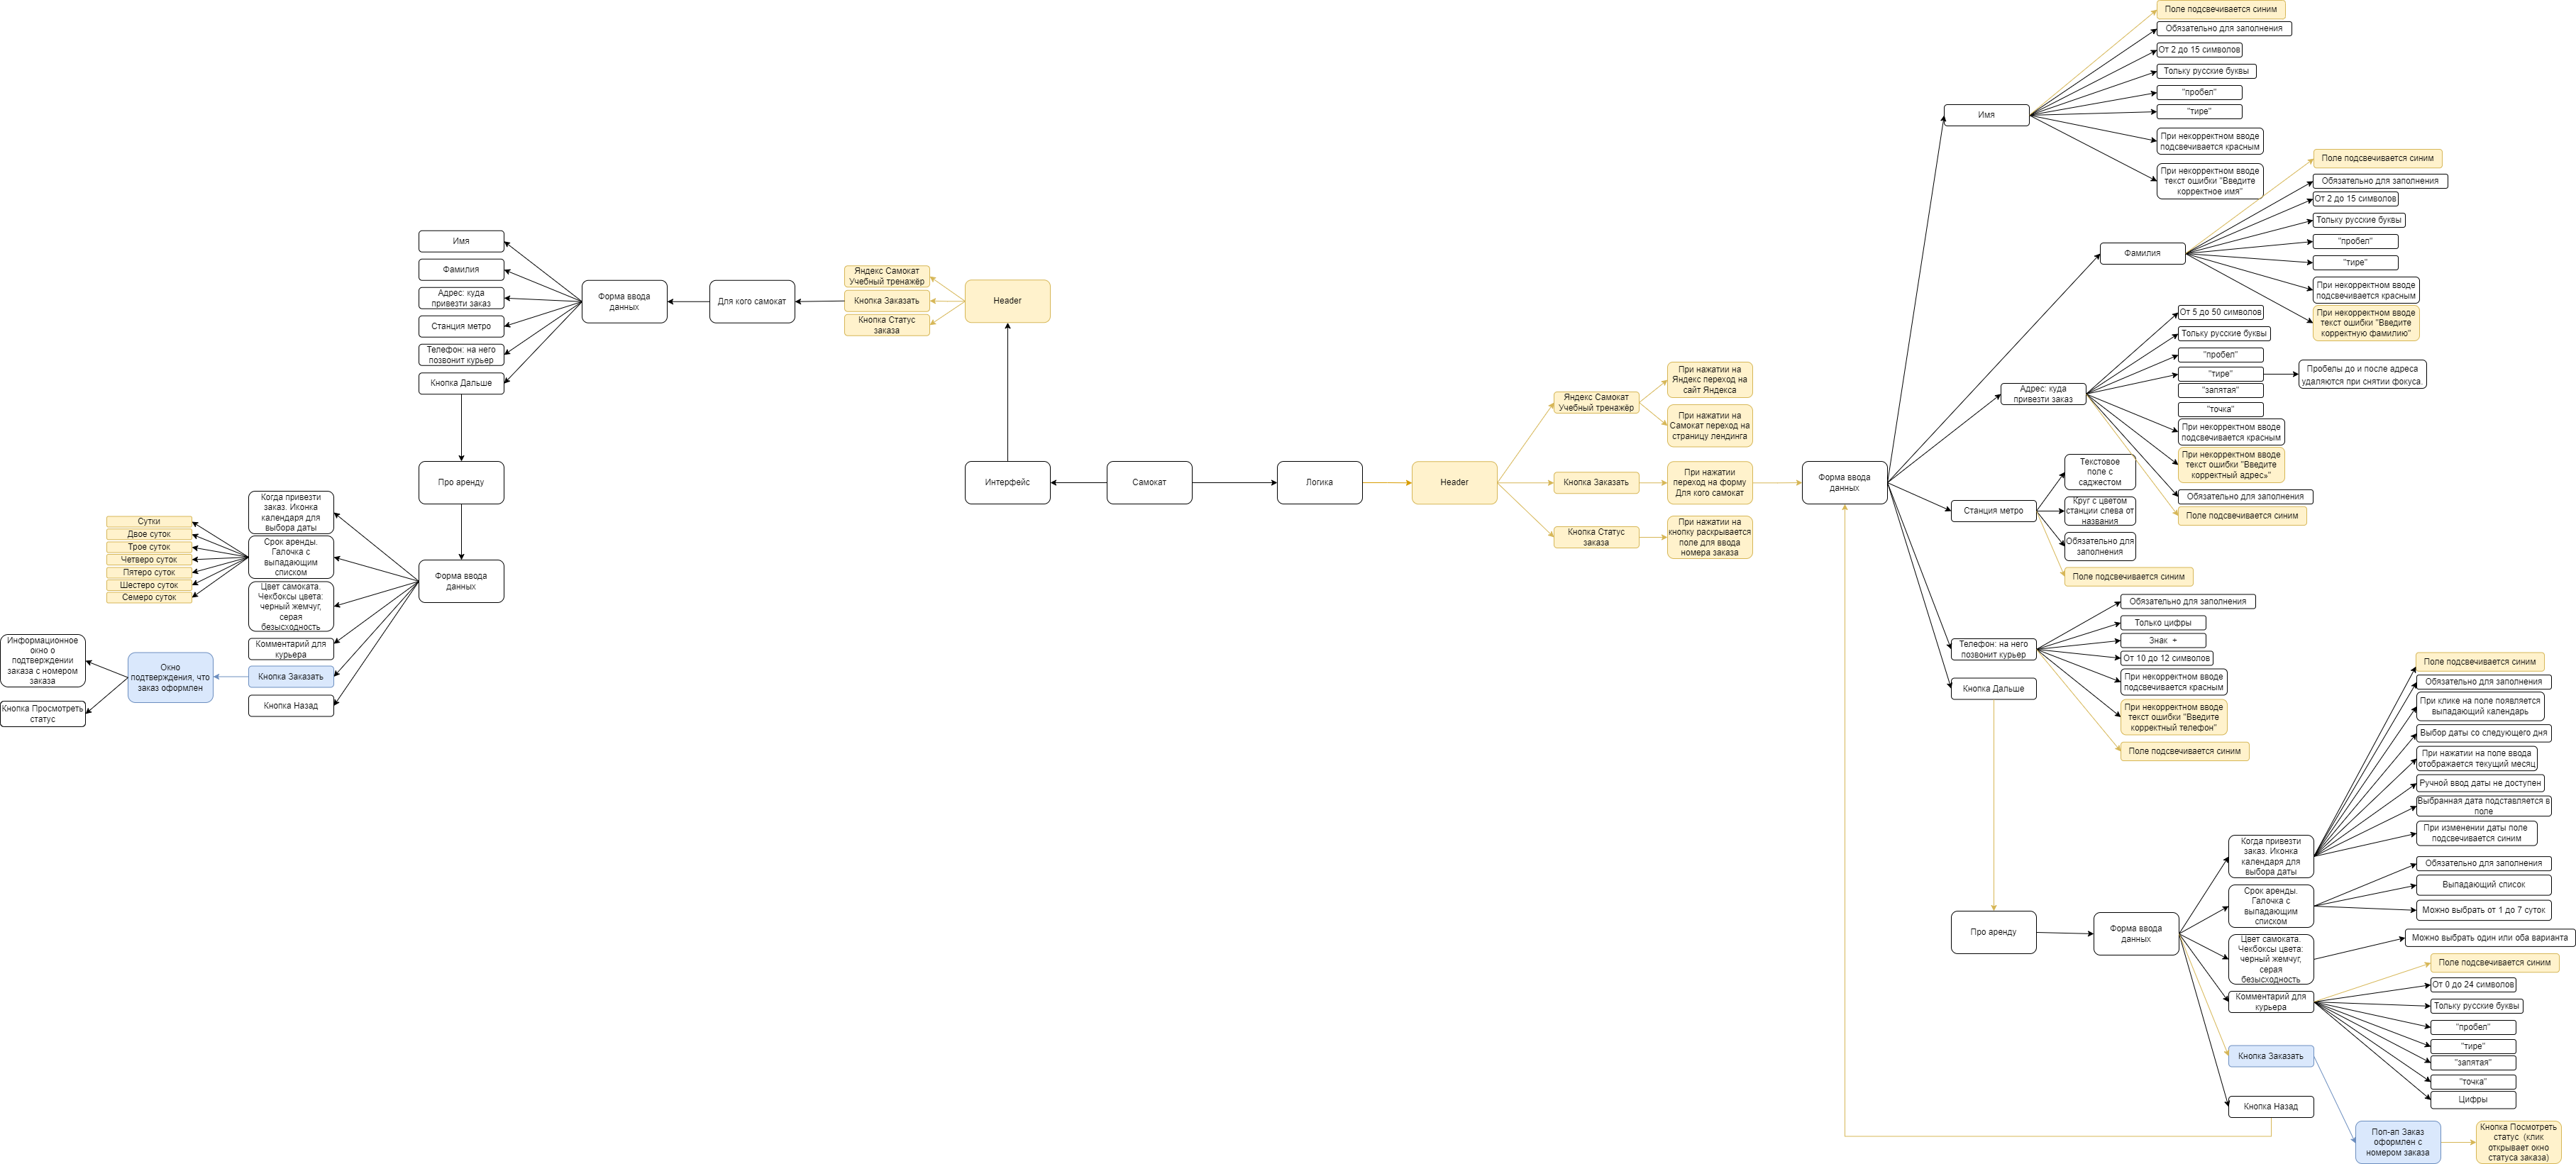 Имя
Фамилия
Адрес: куда
привезти заказ
Станция метро
Телефон: на него
позвонит курьер
Кнопка Дальше
Форма ввода
данных
Для кого самокат
Яндекс Самокат
Учебный тренажёр
Кнопка Заказать
Кнопка Статус
заказа
Header
Про аренду
Форма ввода
данных
Когда привезти
заказ. Иконка
календаря для
выбора даты
Срок аренды.
Галочка с
выпадающим
списком
Цвет самоката.
Чекбоксы цвета:
черный жемчуг,
серая
безысходность
Комментарий для
курьера
Кнопка Заказать
Кнопка Назад
Сутки
Двое суток
Трое суток
Четверо суток
Пятеро суток
Шестеро суток
Семеро суток
Окно
подтверждения, что
заказ оформлен
Информационное
окно о
подтверждении
заказа с номером
заказа
Кнопка Просмотреть
статус
Интерфейс
Самокат
Логика
Header
Яндекс Самокат
Учебный тренажёр
Кнопка Заказать
Кнопка Статус
заказа
При нажатии на
Яндекс переход на
сайт Яндекса
При нажатии на
Самокат переход на
страницу лендинга
При нажатии
переход на форму
Для кого самокат
При нажатии на
кнопку раскрывается
поле для ввода
номера заказа
Форма ввода
данных
Имя
Поле подсвечивается синим
Обязательно для заполнения
От 2 до 15 символов
Тольку русские буквы
"пробел"
"тире"
При некорректном вводе
подсвечивается красным
При некорректном вводе
текст ошибки "Введите
корректное имя"
Фамилия
Поле подсвечивается синим
Обязательно для заполнения
От 2 до 15 символов
Тольку русские буквы
"пробел"
"тире"
При некорректном вводе
подсвечивается красным
При некорректном вводе
текст ошибки "Введите
корректную фамилию"
Адрес: куда
привезти заказ
От 5 до 50 символов
Тольку русские буквы
"пробел"
"тире"
Пробелы до и после адреса
удаляются при снятии фокуса.
"запятая"
"точка"
При некорректном вводе
подсвечивается красным
При некорректном вводе
текст ошибки "Введите
корректный адрес»"
Обязательно для заполнения
Поле подсвечивается синим
Станция метро
Текстовое
поле с
саджестом
Круг с цветом
станции слева от
названия
Обязательно для
заполнения
Поле подсвечивается синим
Телефон: на него
позвонит курьер
Обязательно для заполнения
Только цифры
Знак +
От 10 до 12 символов
При некорректном вводе
подсвечивается красным
При некорректном вводе
текст ошибки "Введите
корректный телефон"
Поле подсвечивается синим
Кнопка Дальше
Про аренду
Форма ввода
данных
Когда привезти
заказ. Иконка
календаря для
выбора даты
Поле подсвечивается синим
Обязательно для заполнения
При клике на поле появляется
выпадающий календарь
Выбор даты со следующего дня
При нажатии на поле ввода
отображается текущий месяц
Ручной ввод даты не доступен
Выбранная дата подставляется в
поле
При изменении даты поле
подсвечивается синим
Срок аренды.
Галочка с
выпадающим
списком
Обязательно для заполнения
Выпадающий список
Можно выбрать от 1 до 7 суток
Цвет самоката.
Чекбоксы цвета:
черный жемчуг,
серая
безысходность
Можно выбрать один или оба варианта
Комментарий для
курьера
Поле подсвечивается синим
От 0 до 24 символов
Тольку русские буквы
"пробел"
"тире"
"запятая"
"точка"
Цифры
Кнопка Заказать
Кнопка Назад
Поп-ап Заказ
оформлен с
номером заказа
Кнопка Посмотреть
статус (клик
открывает окно
статуса заказа)